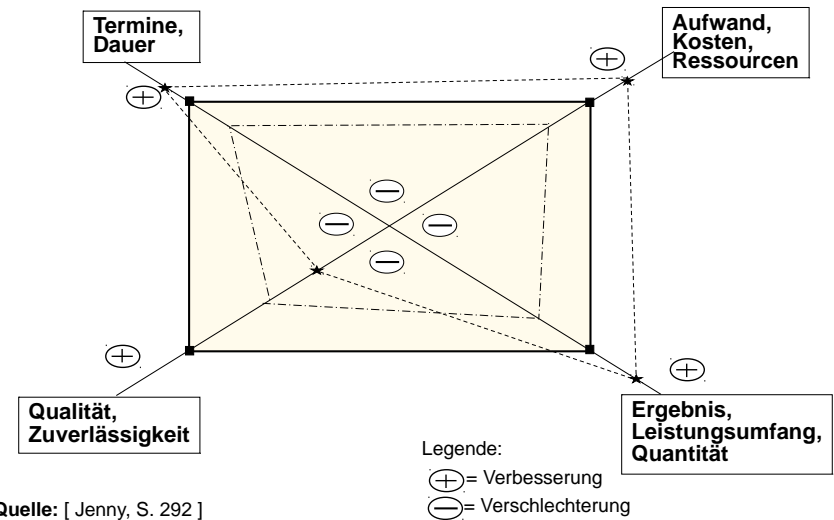 Termine,
Dauer
Aufwand,
Kosten,
Ressourcen
Qualität,
Zuverlässigkeit
Ergebnis,
Leistungsumfang,
Quantität
Legende:
= Verbesserung
= Verschlechterung
Quelle: [ Jenny, S. 292 ]